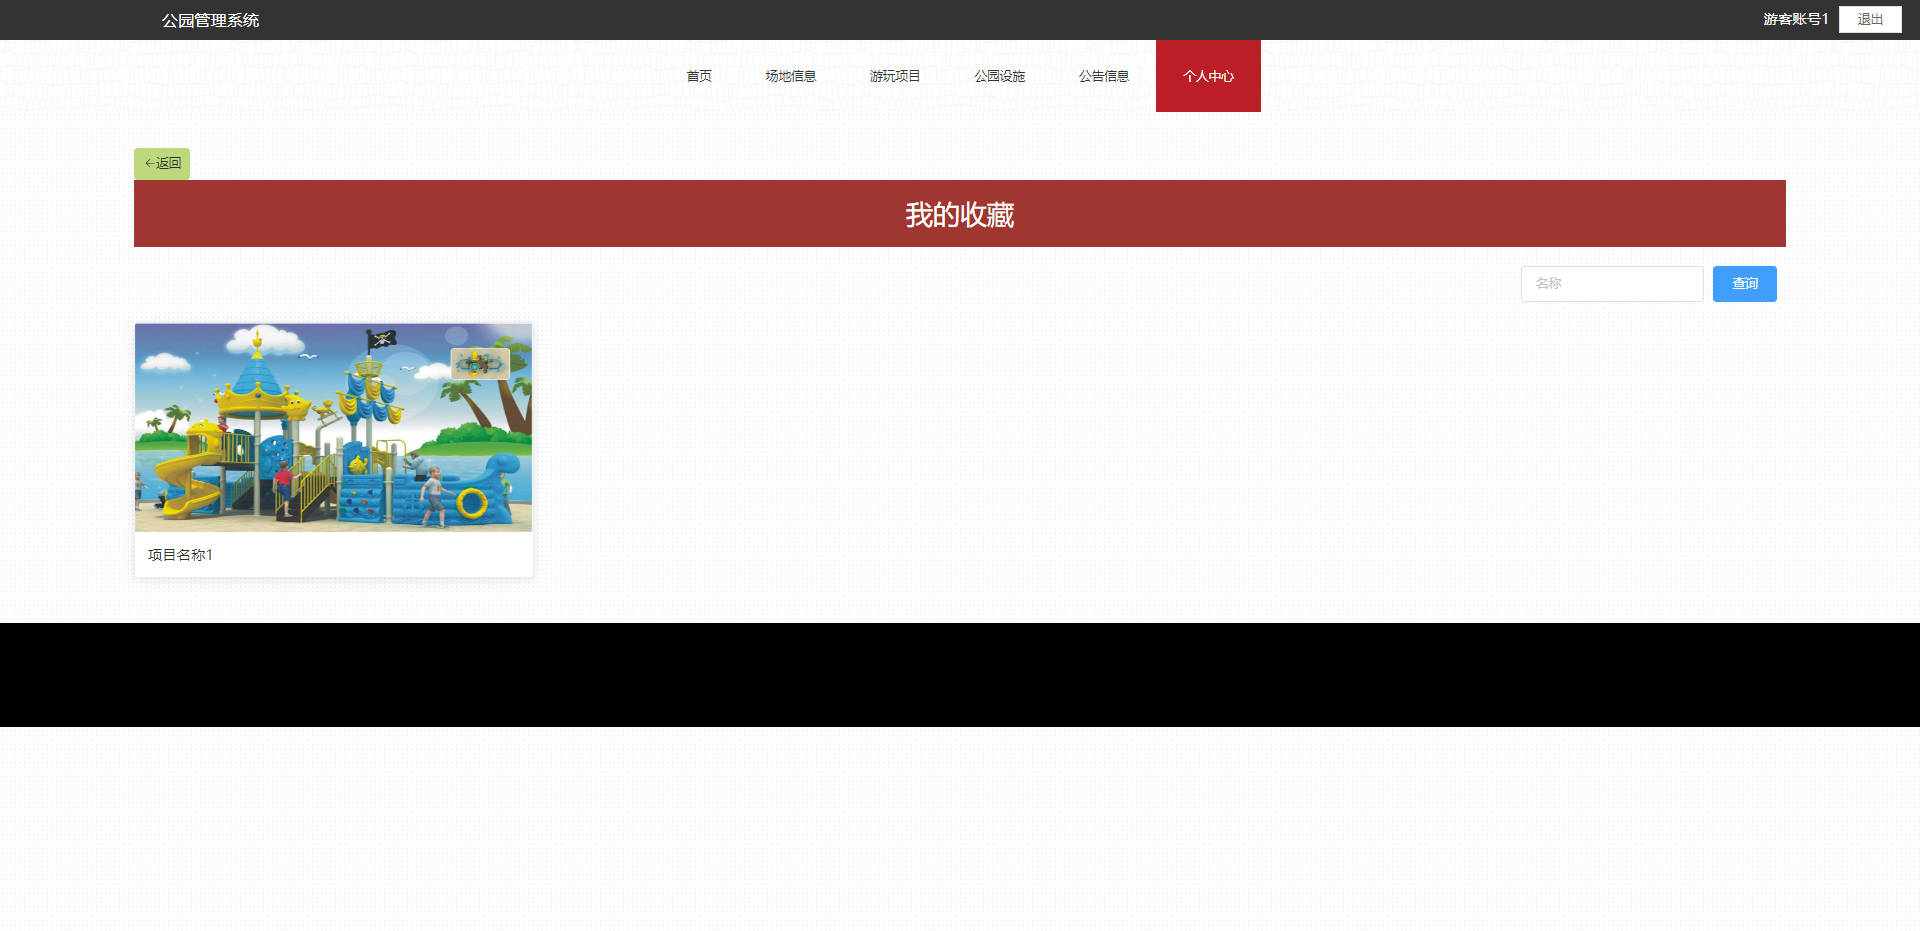 公园管理系统
游客账号1
退出
首页
场地信息
游玩项目
公园设施
公告信息
个人中心
←返回
我的收藏
名称
查询
项目名称1